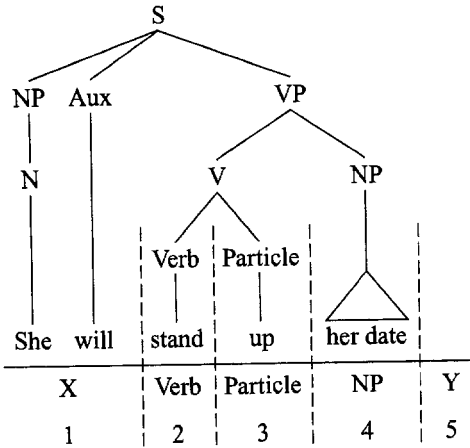 S
NP Aux VP
N V NP
Verb Particle
She will stand up her date
X Verb Particle NP Y
1 2 3 4 5